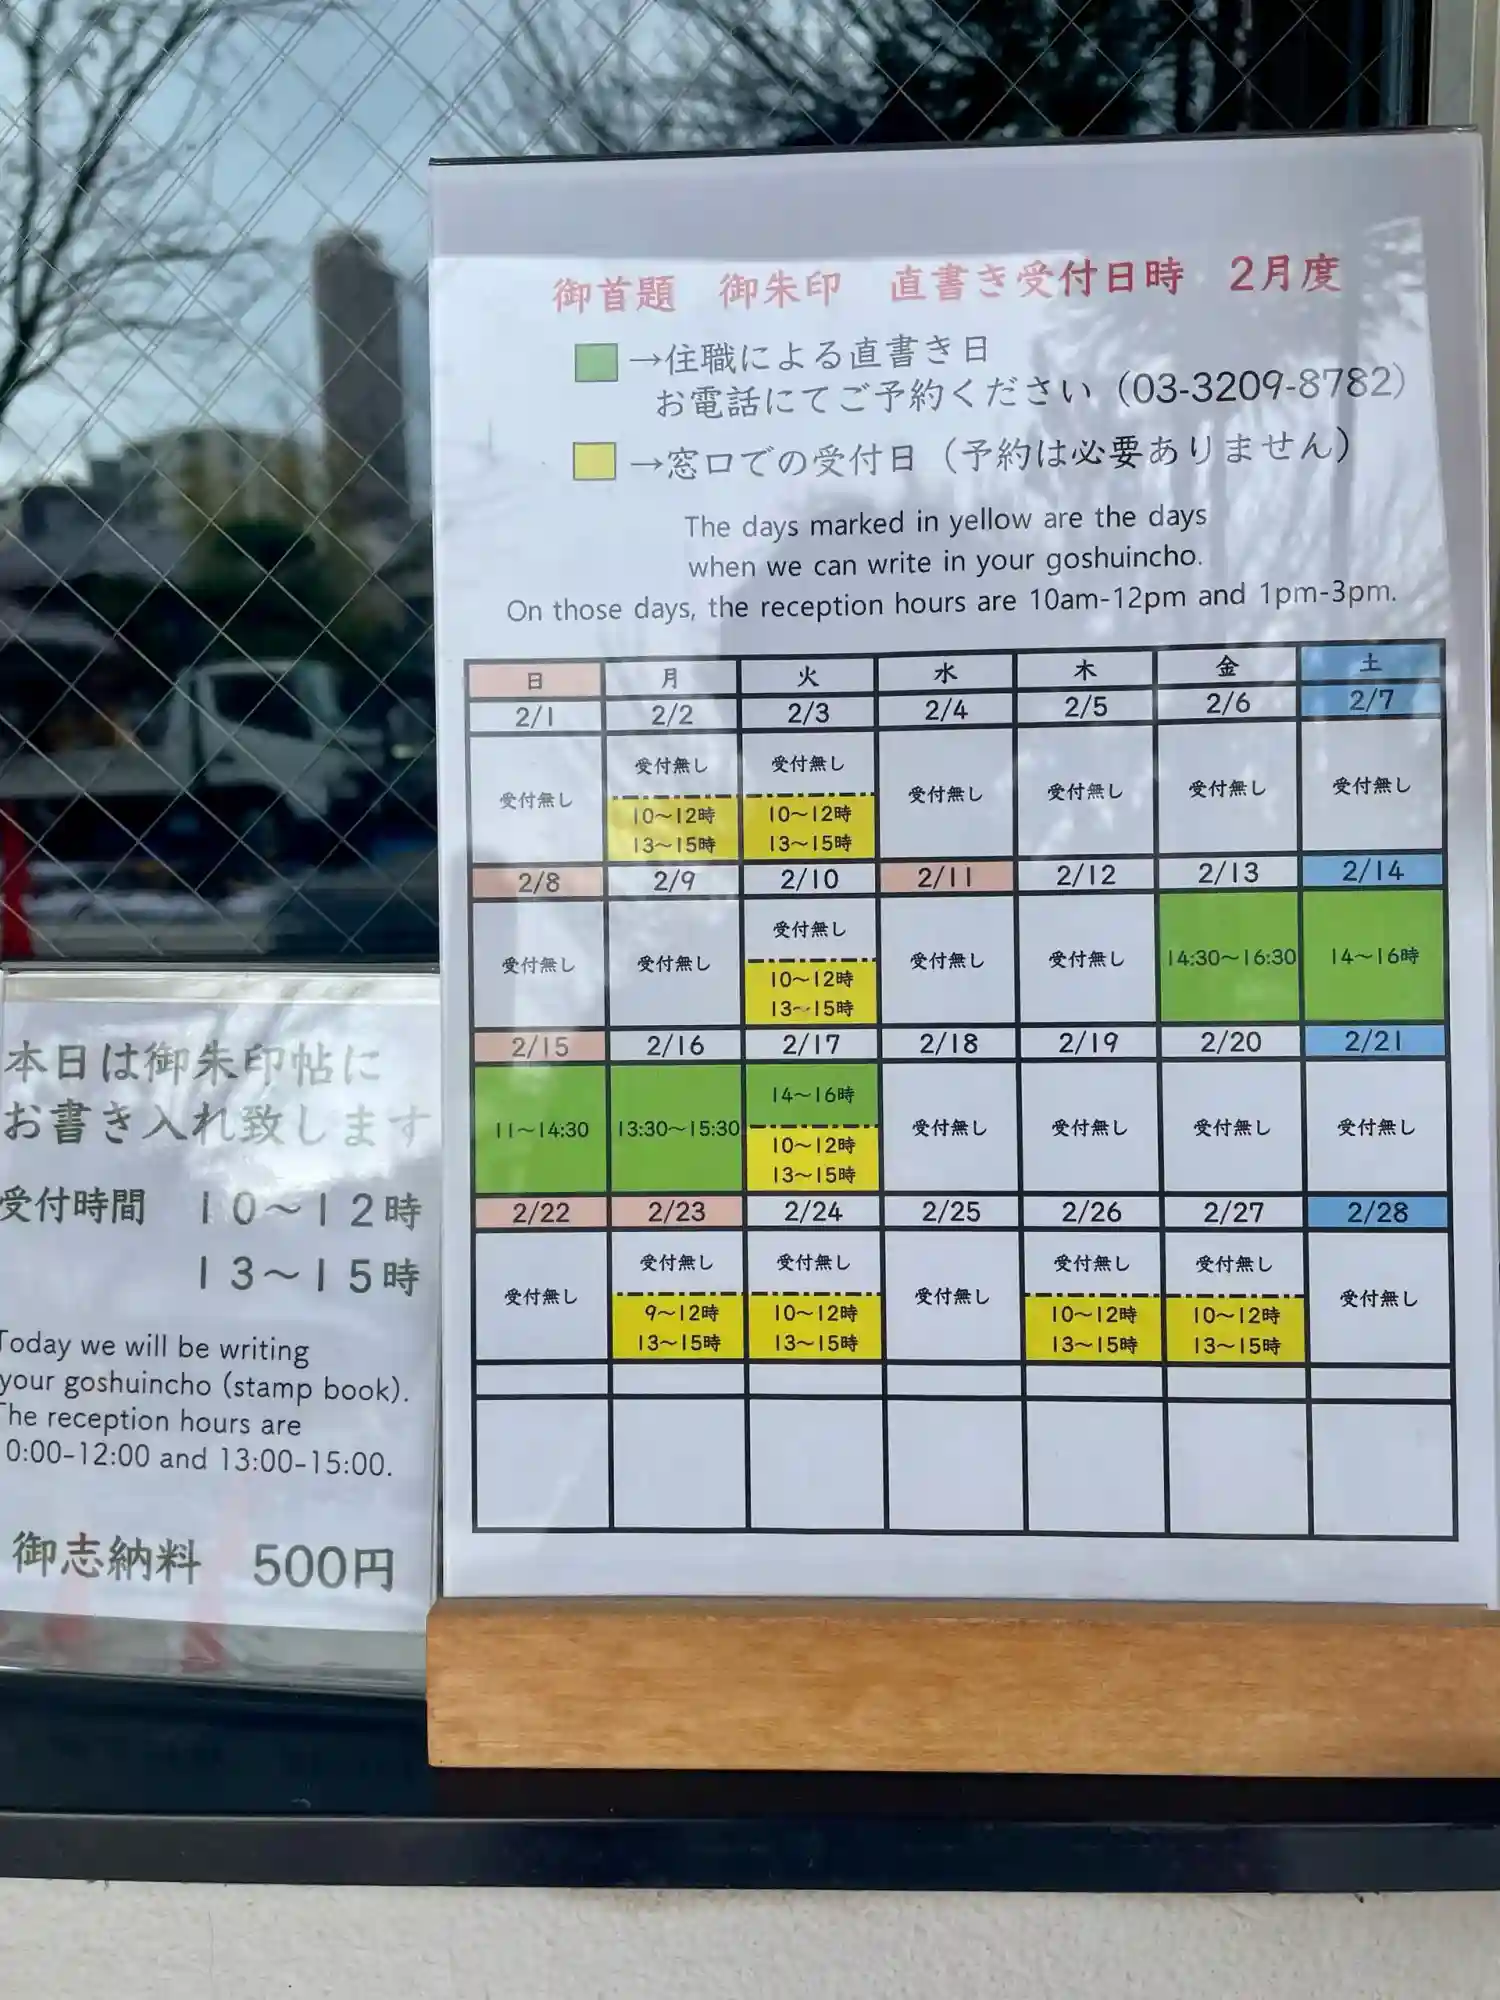 御首題 御朱印 直書き受付日時 2月度
→住職による直書き日
お電話にてご予約ください（03-3209-8782）
→窓口での受付日（予約は必要ありません）
The days marked in yellow are the days
when we can write in your goshuincho.
On those days, the reception hours are 10am-12pm and 1pm-3pm.
日 月 火 水 木 金 土
2/1 2/2 2/3 2/4 2/5 2/6 2/7
受付無し 受付無し 受付無し 受付無し 受付無し 受付無し 受付無し
10～12時 10～12時
13～15時 13～15時
2/8 2/9 2/10 2/11 2/12 2/13 2/14
受付無し 受付無し 受付無し 受付無し 受付無し 14:30～16:30 14～16時
10～12時
13～15時
2/15 2/16 2/17 2/18 2/19 2/20 2/21
11～14:30 13:30～15:30 14～16時 受付無し 受付無し 受付無し 受付無し
10～12時
13～15時
2/22 2/23 2/24 2/25 2/26 2/27 2/28
受付無し 受付無し 受付無し 受付無し 受付無し 受付無し 受付無し
9～12時 10～12時 10～12時 10～12時
13～15時 13～15時 13～15時 13～15時
本日は御朱印帖に
お書き入れ致します
受付時間 10～12時
13～15時
Today we will be writing
your goshuincho (stamp book).
The reception hours are
0:00-12:00 and 13:00-15:00.
御志納料 500円